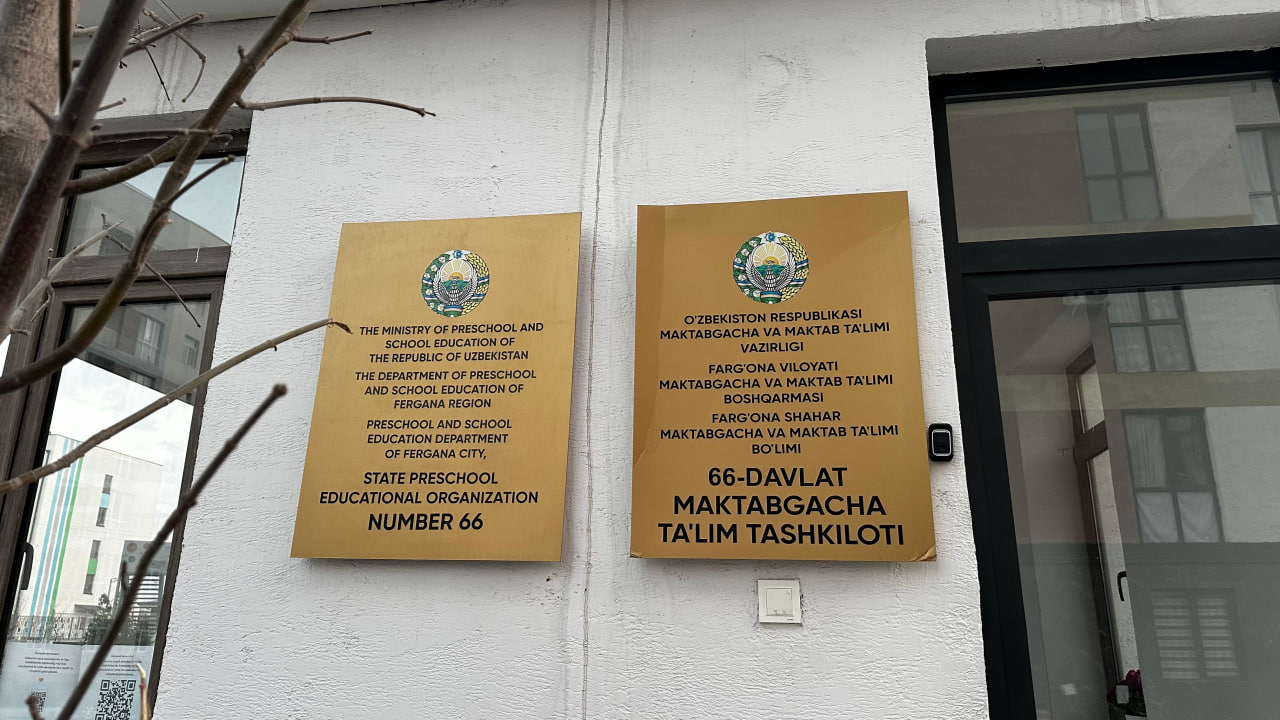 THE MINISTRY OF PRESCHOOL AND
SCHOOL EDUCATION OF
THE REPUBLIC OF UZBEKISTAN
THE DEPARTMENT OF PRESCHOOL
AND SCHOOL EDUCATION OF
FERGANA REGION
PRESCHOOL AND SCHOOL
EDUCATION DEPARTMENT
OF FERGANA CITY,
STATE PRESCHOOL
EDUCATIONAL ORGANIZATION
NUMBER 66
O'ZBEKISTON RESPUBLIKASI
MAKTABGACHA VA MAKTAB TA'LIMI
VAZIRLIGI
FARG'ONA VILOYATI
MAKTABGACHA VA MAKTAB TA'LIMI
BOSHQARMASI
FARG'ONA SHAHAR
MAKTABGACHA VA MAKTAB TA'LIMI
BO'LIMI
66-DAVLAT
MAKTABGACHA
TA'LIM TASHKILOTI